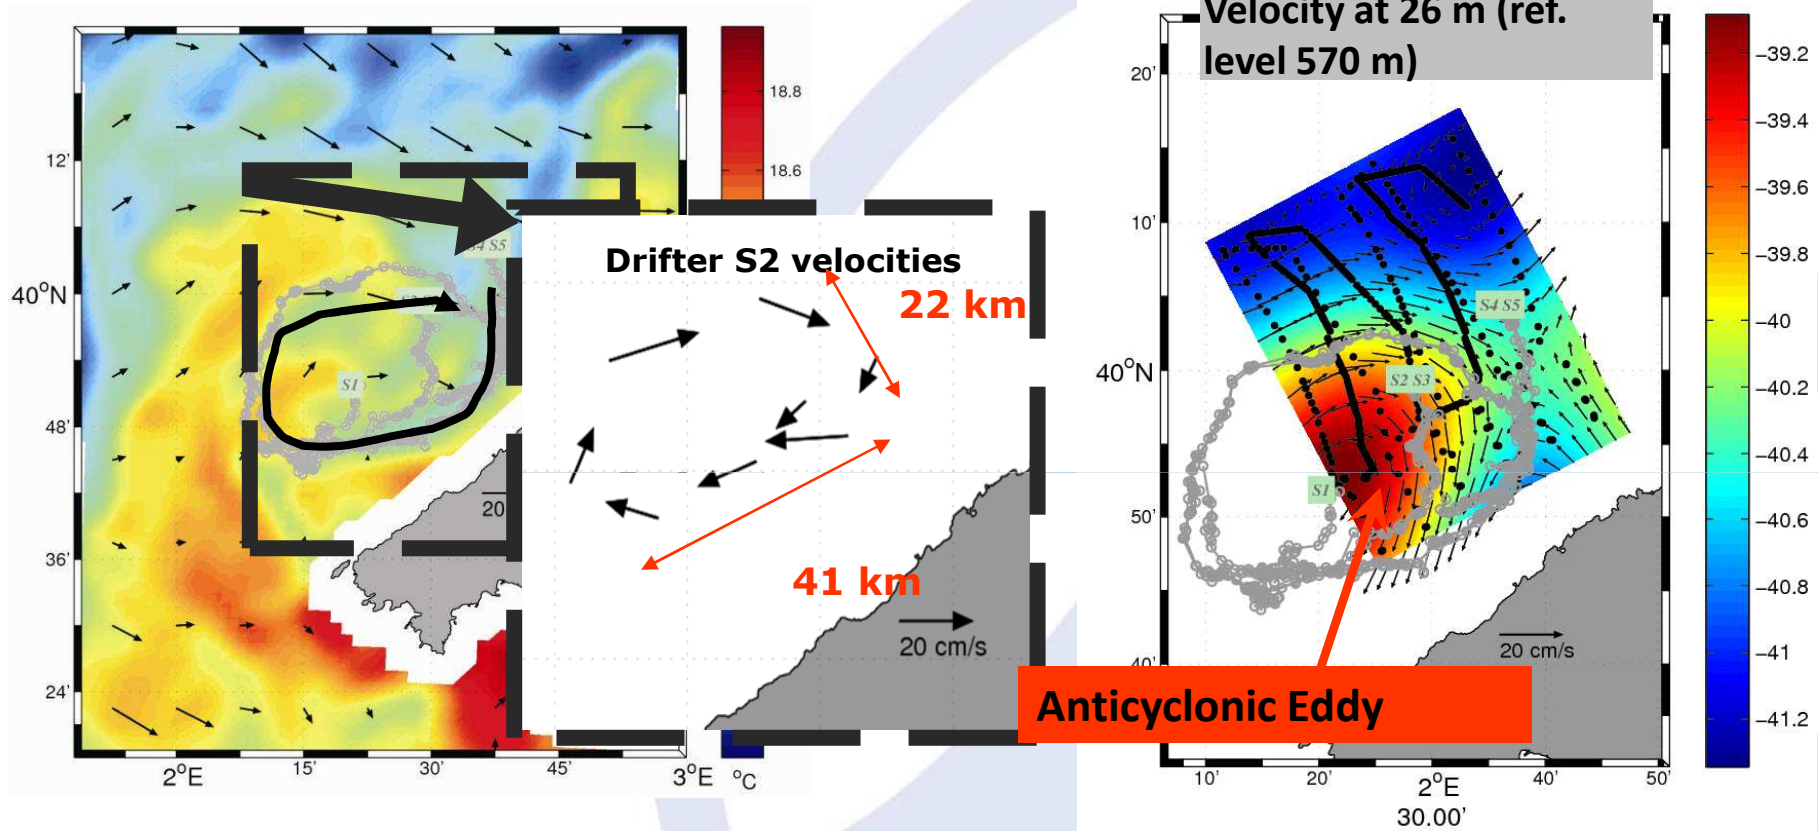 12'
40°N
48'
36'
24'
2°E
15'
30'
45'
3°E
18.8
18.6
°C
S4 S5
S1
20
Drifter S2 velocities
22 km
41 km
20 cm/s
Velocity at 26 m (ref.
level 570 m)
20'
10'
40°N
50'
40'
10'
20'
2°E
30.00'
40'
50'
S4 S5
S2 S3
S1
20 cm/s
Anticyclonic Eddy
−39.2
−39.4
−39.6
−39.8
−40
−40.2
−40.4
−40.6
−40.8
−41
−41.2